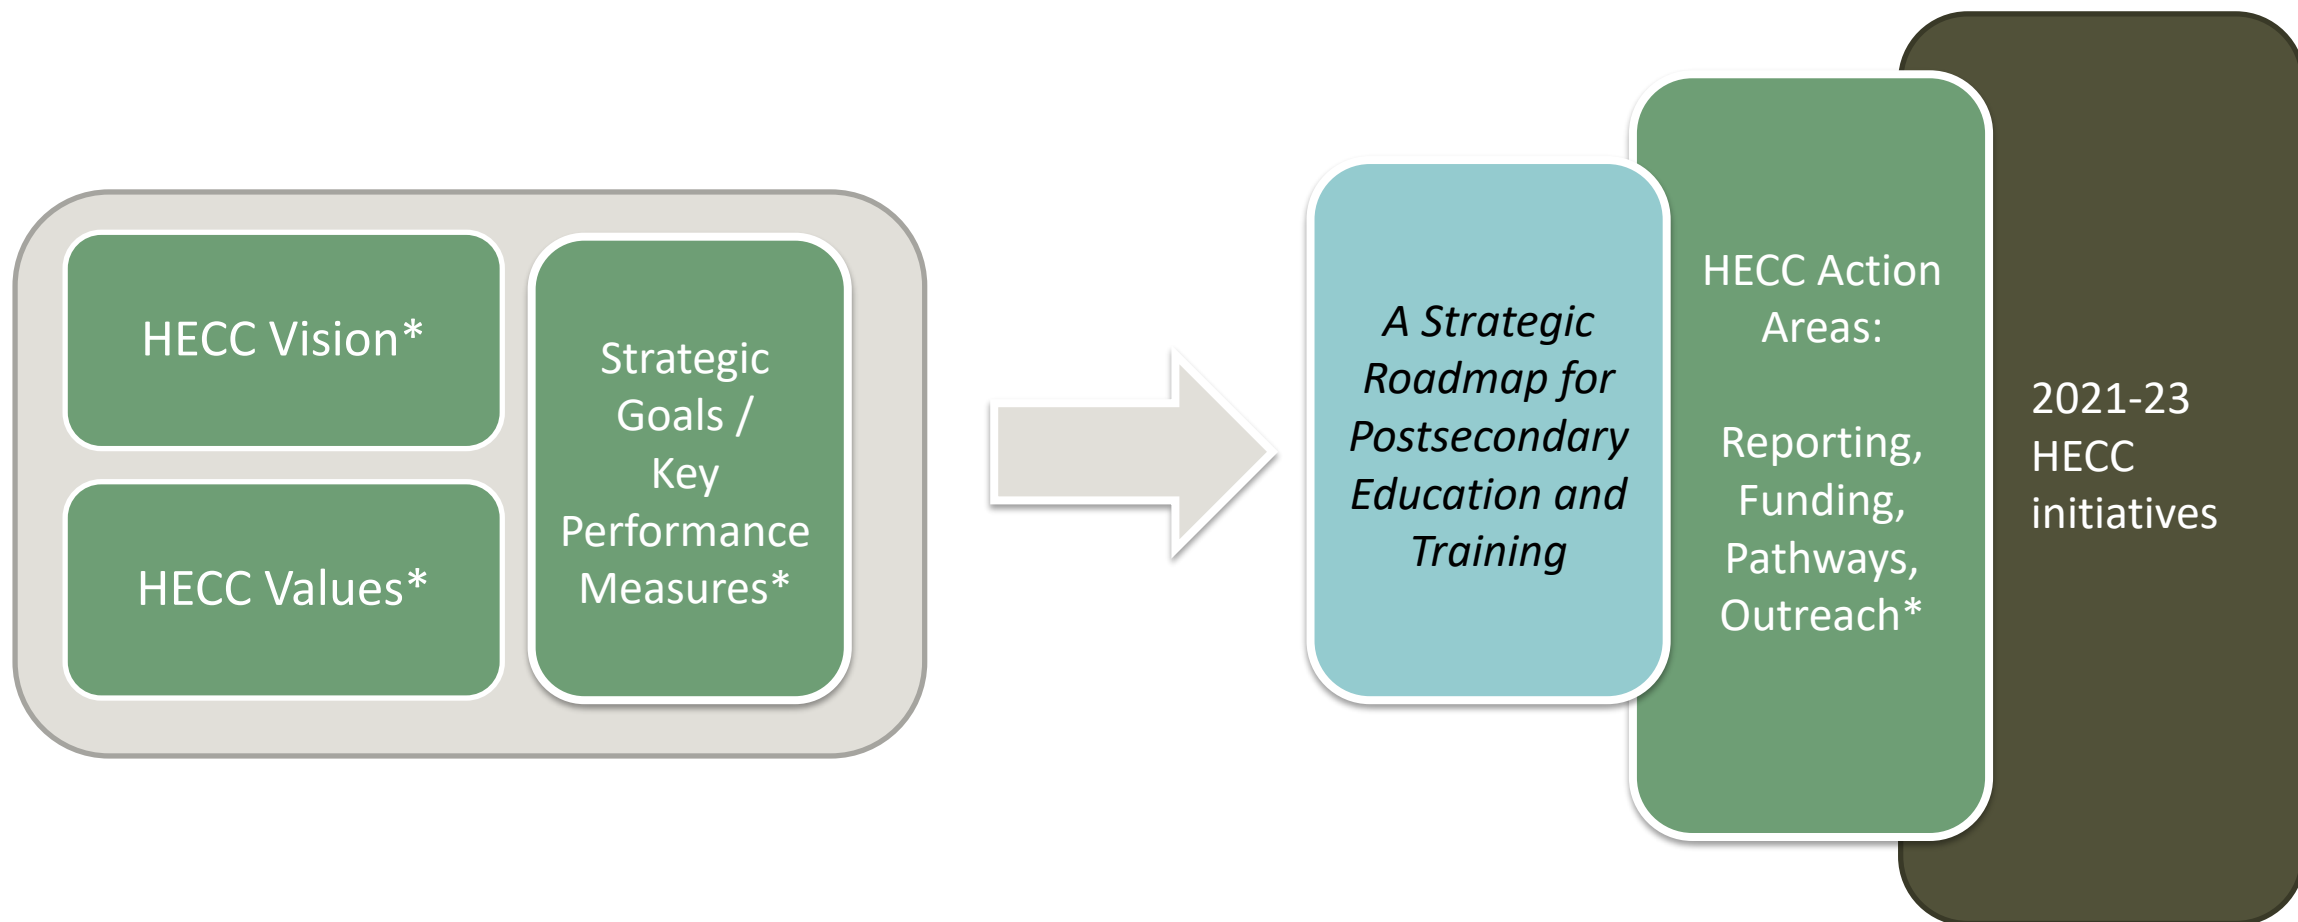 HECC Vision*
HECC Values*
Strategic
Goals /
Key
Performance
Measures*
A Strategic
Roadmap for
Postsecondary
Education and
Training
HECC Action
Areas:
Reporting,
Funding,
Pathways,
Outreach*
2021-23
HECC
initiatives